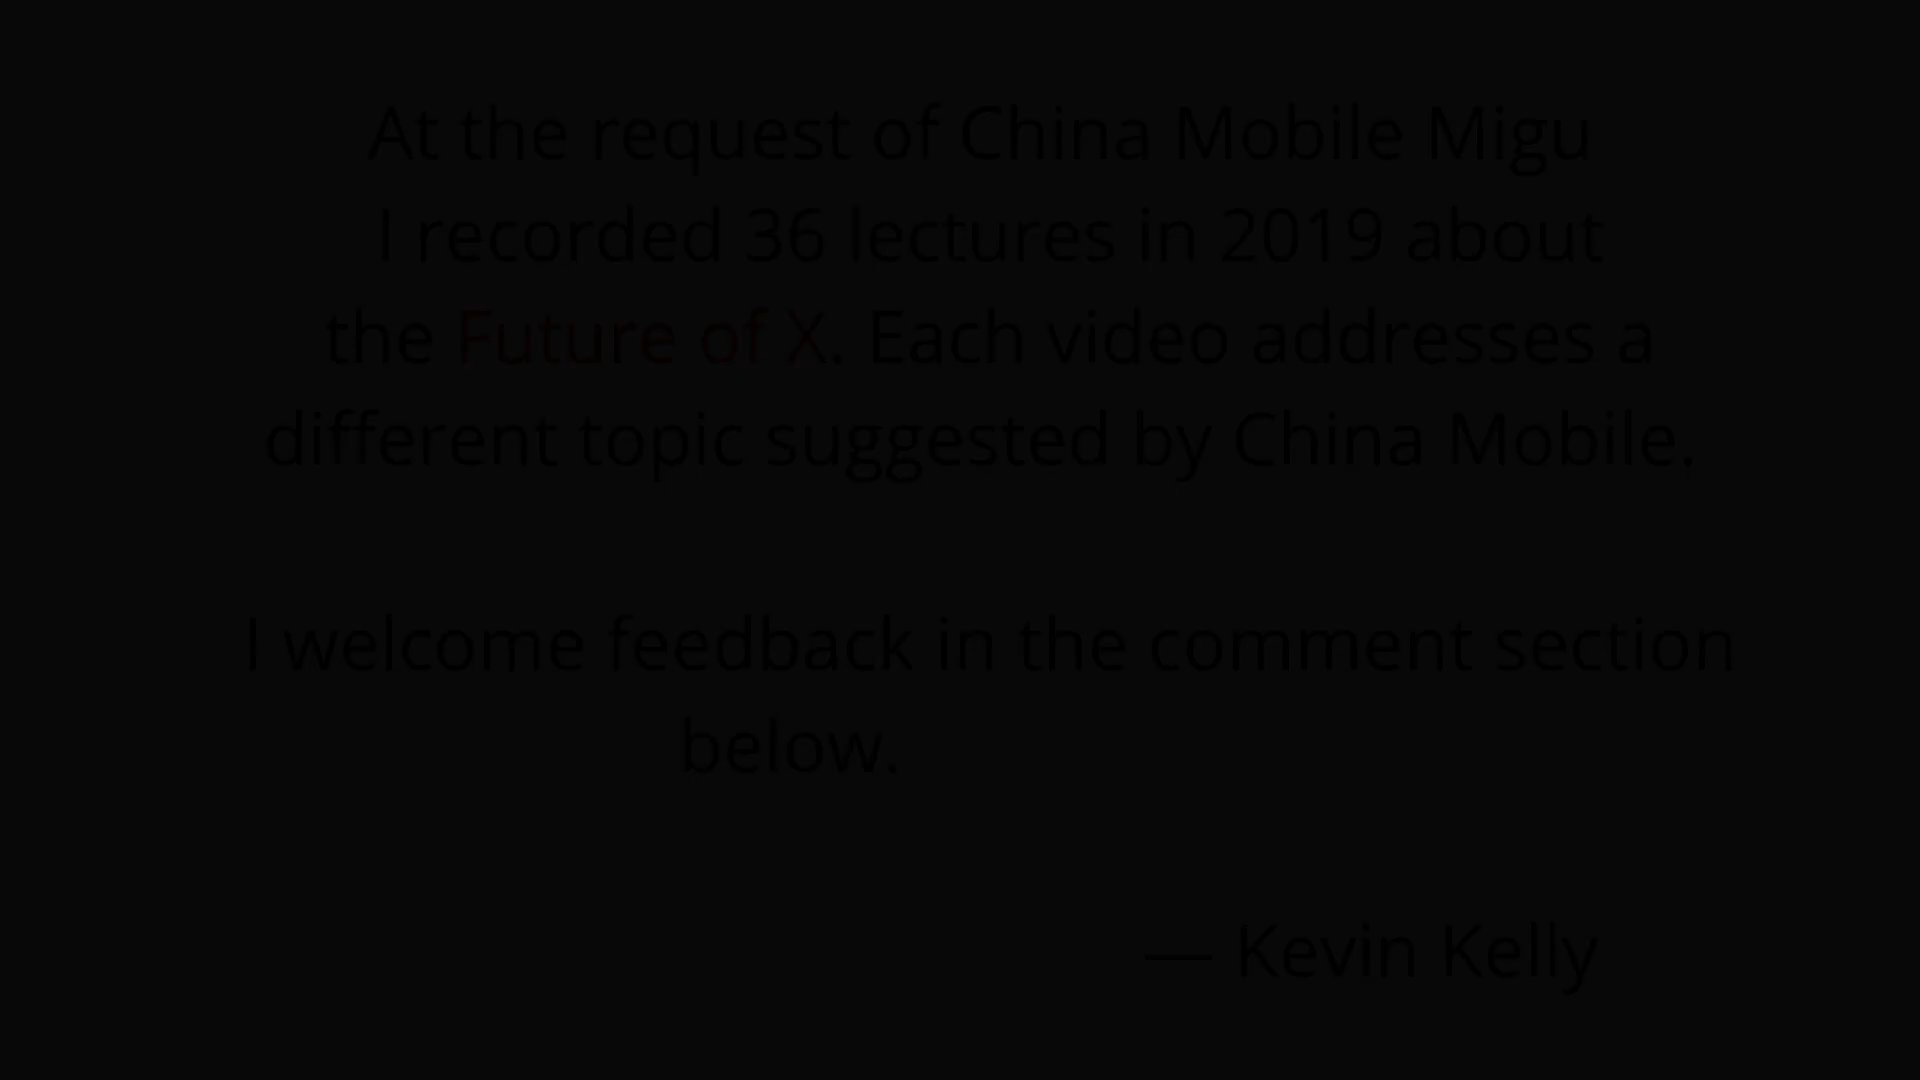 At the request of China Mobile Migu
I recorded 36 lectures in 2019 about
the Future of X. Each video addresses a
different topic suggested by China Mobile.
I welcome feedback in the comment section
below.
— Kevin Kelly